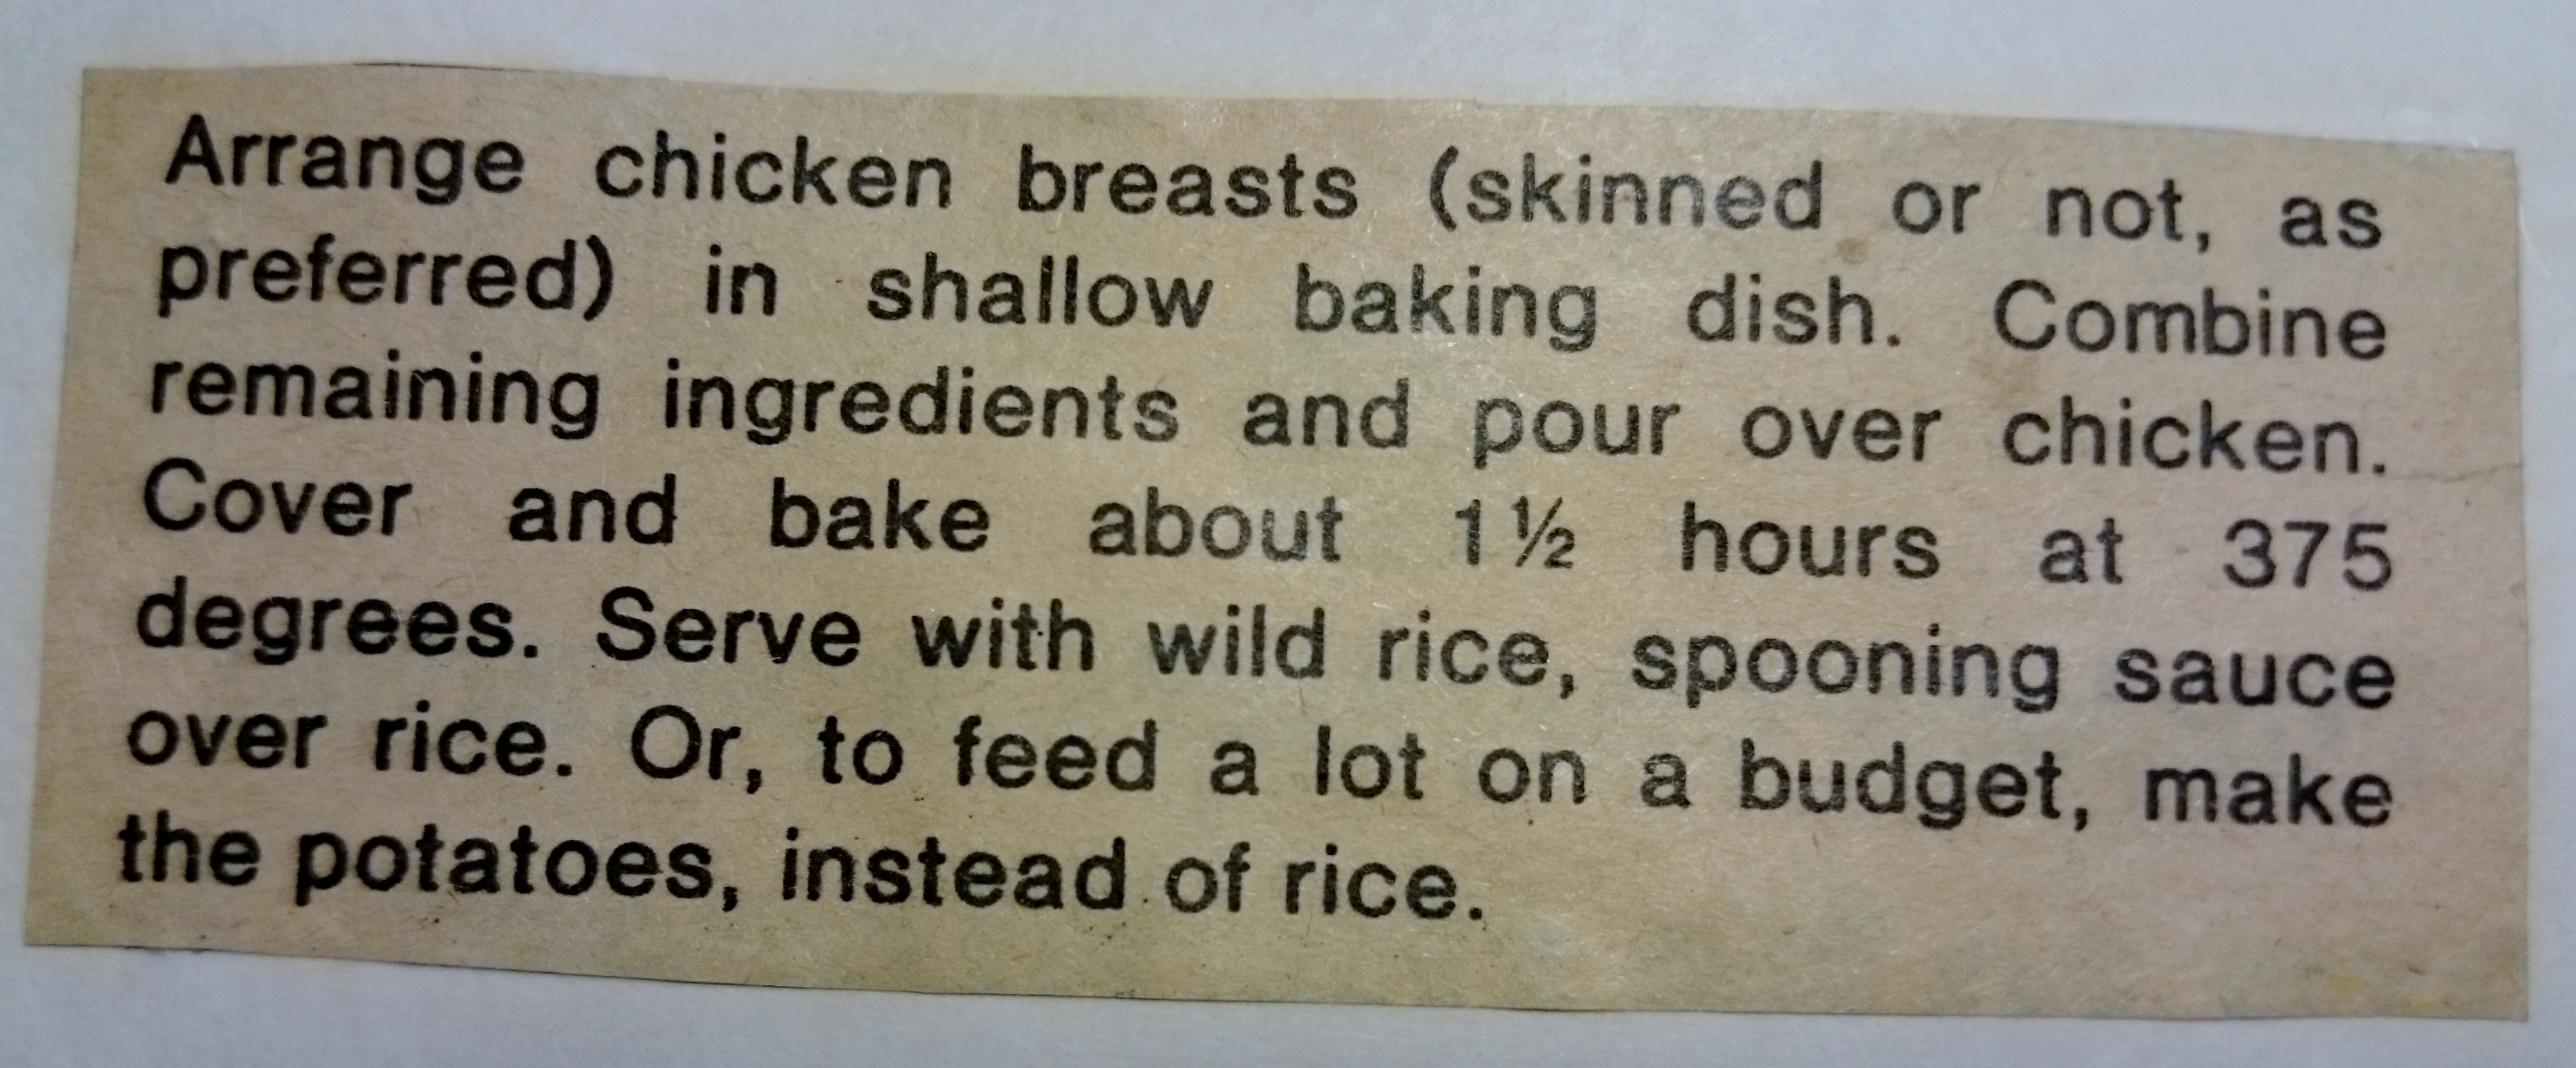 Arrange chicken breasts (skinned or not, as
preferred) in shallow baking dish. Combine
remaining ingredients and pour over chicken.
Cover and bake about 1½ hours at 375
degrees. Serve with wild rice, spooning sauce
over rice. Or, to feed a lot on a budget, make
the potatoes, instead of rice.